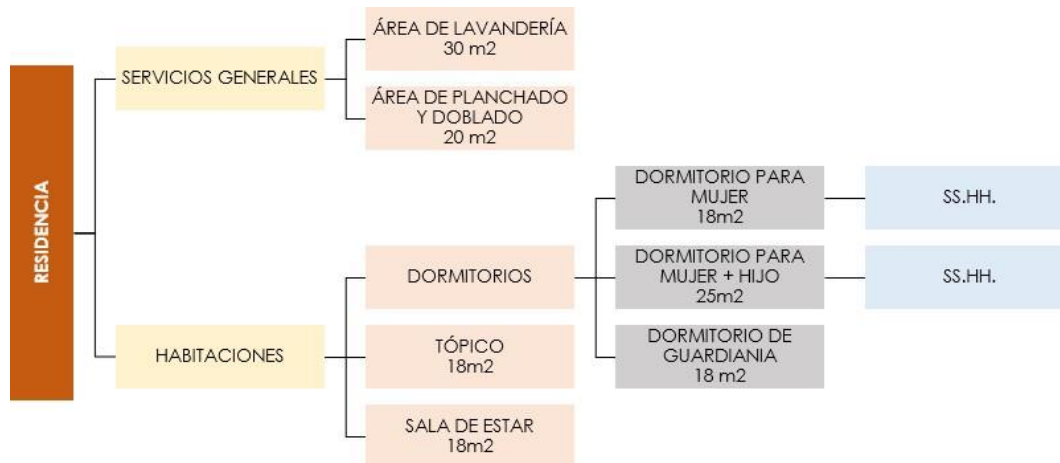 RESIDENCIA
SERVICIOS GENERALES
ÁREA DE LAVANDERÍA
30 m2
ÁREA DE PLANCHADO
Y DOBLADO
20 m2
HABITACIONES
DORMITORIOS
DORMITORIO PARA
MUJER
18m2
SS.HH.
DORMITORIO PARA
MUJER + HIJO
25m2
SS.HH.
DORMITORIO DE
GUARDIANIA
18 m2
TÓPICO
18m2
SALA DE ESTAR
18m2